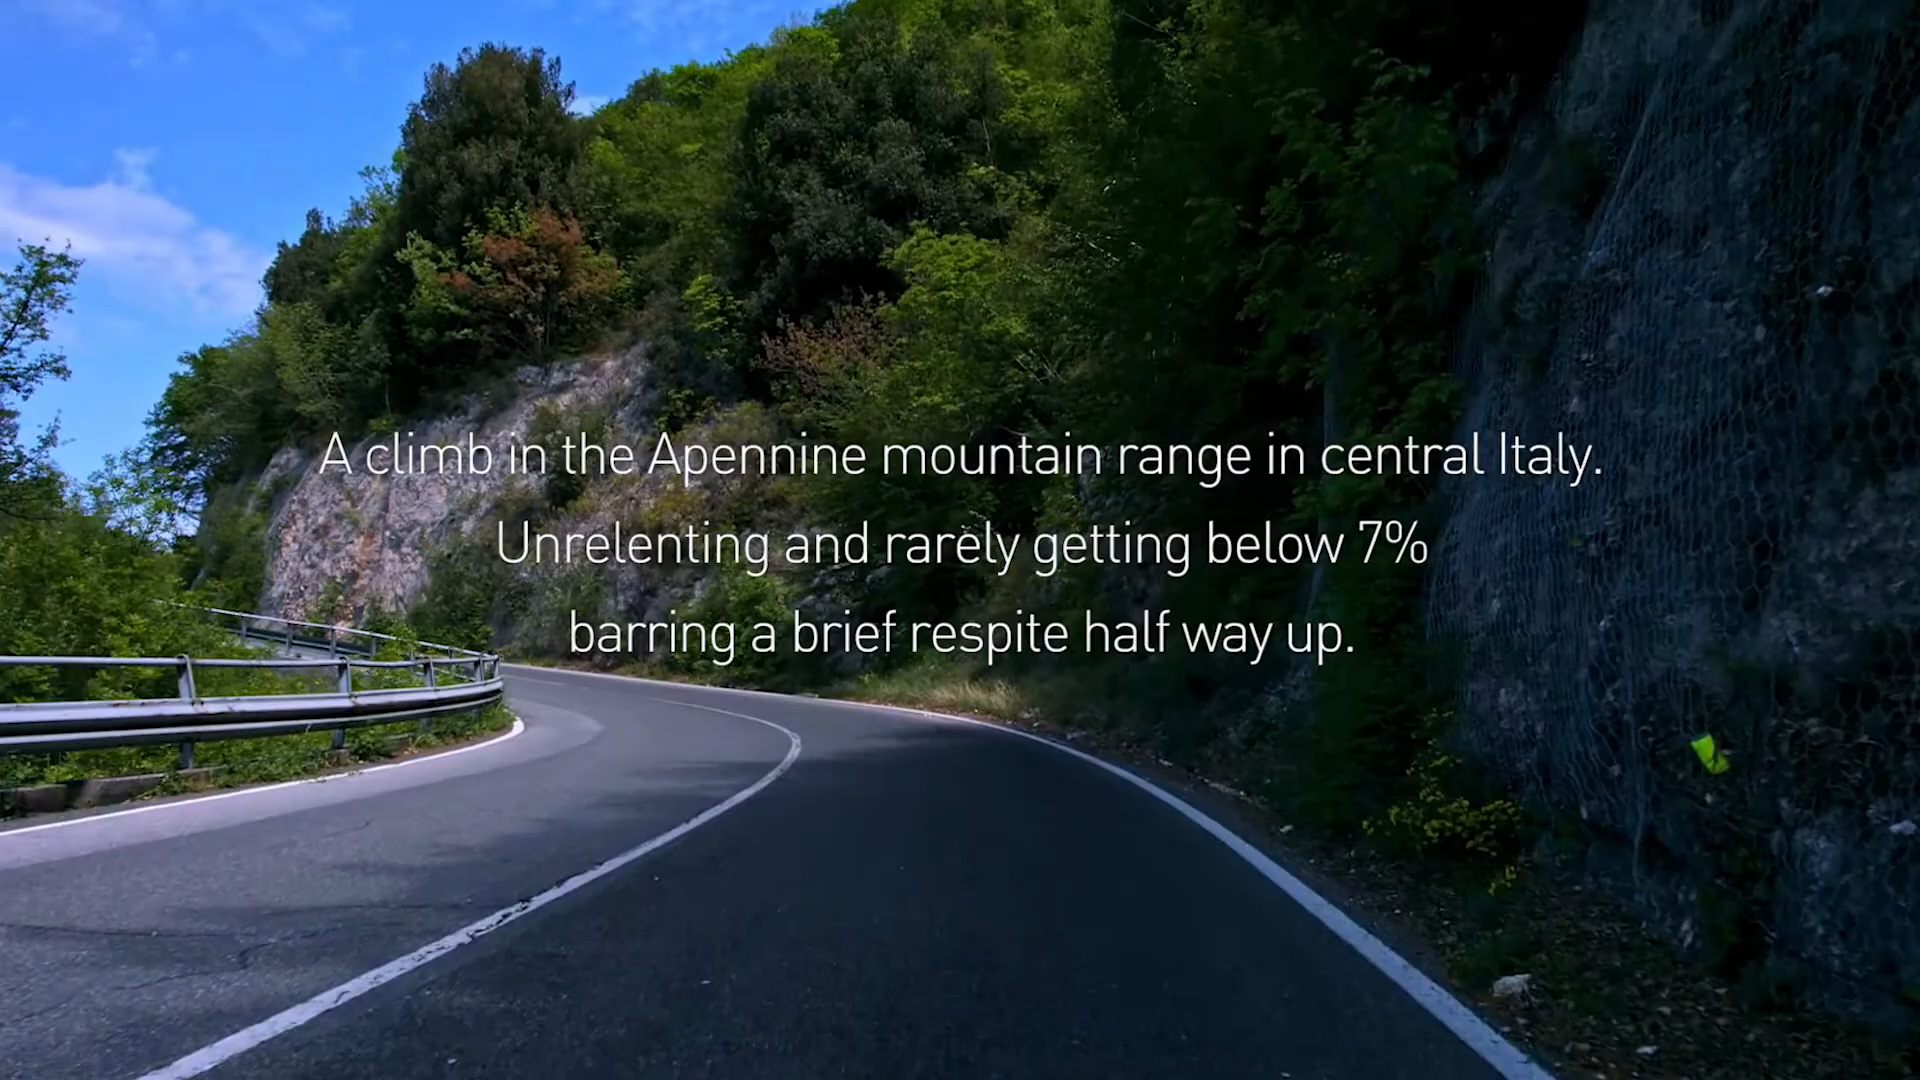 A climb in the Apennine mountain range in central Italy.
Unrelenting and rarely getting below 7%
barring a brief respite half way up.